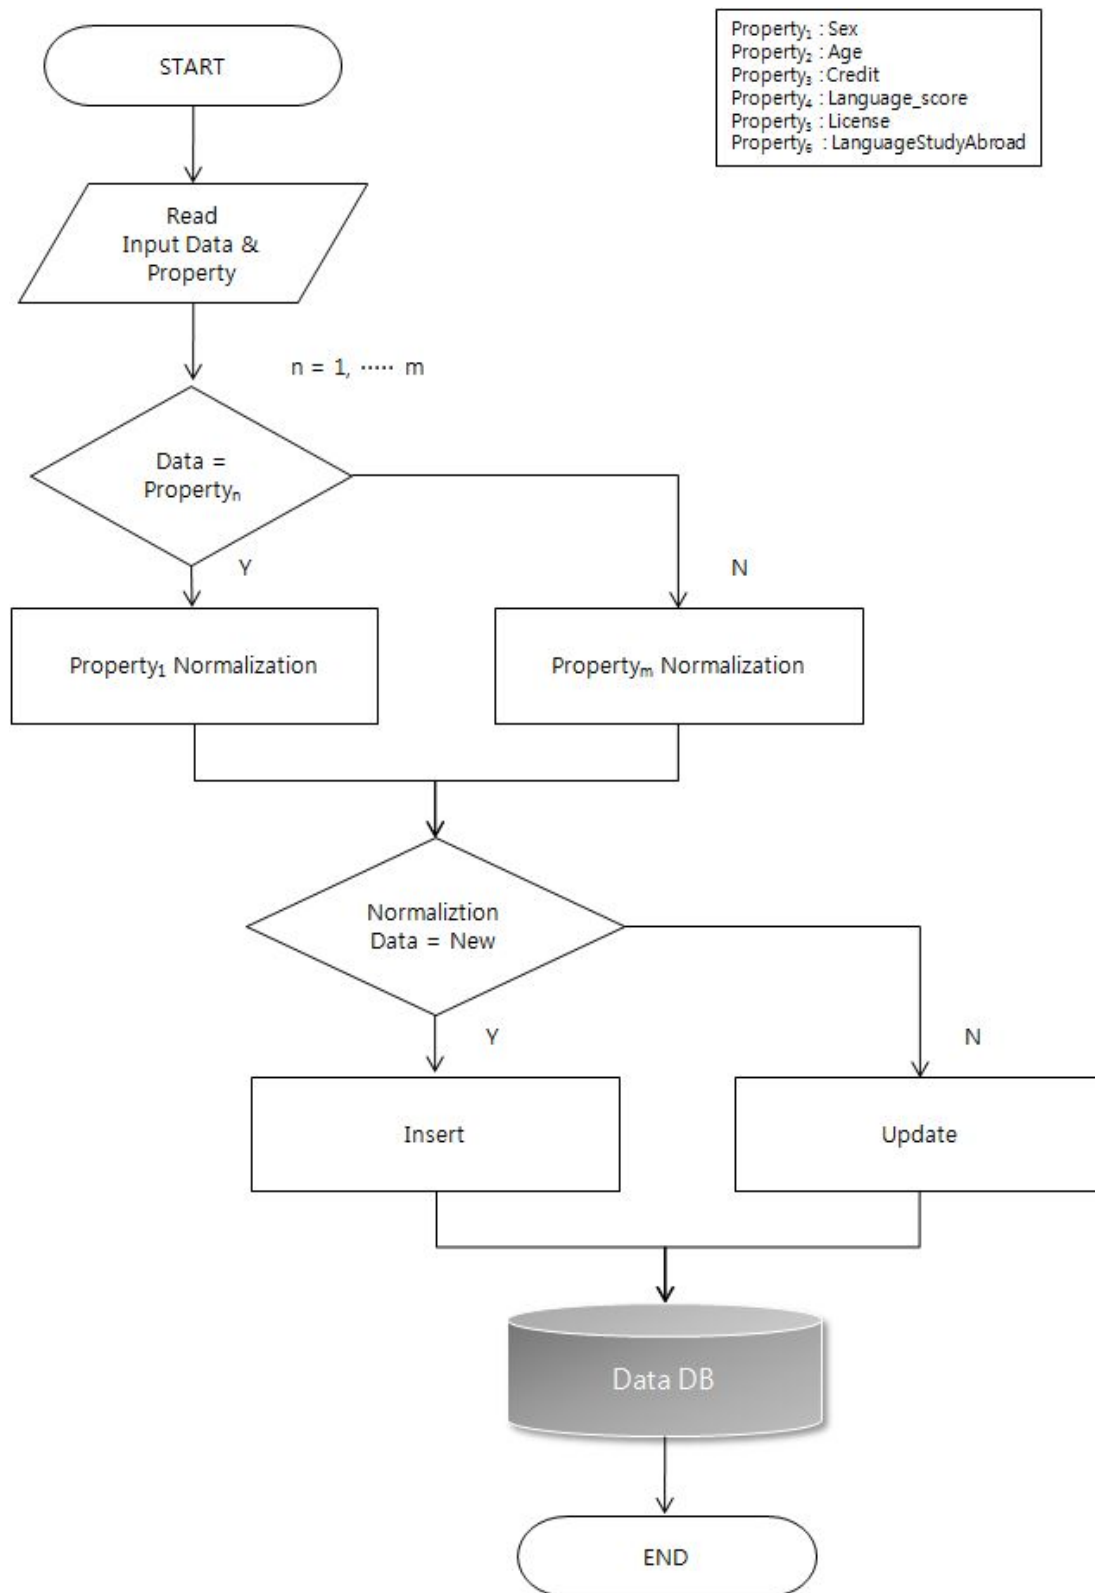 START
Property₁ : Sex
Property₂ : Age
Property₃ : Credit
Property₄ : Language_score
Property₅ : License
Property₆ : LanguageStudyAbroad
Read
Input Data &
Property
n = 1, ····· m
Data =
Propertyₙ
Y
N
Property₁ Normalization
Propertyₘ Normalization
Normaliztion
Data = New
Y
N
Insert
Update
Data DB
END